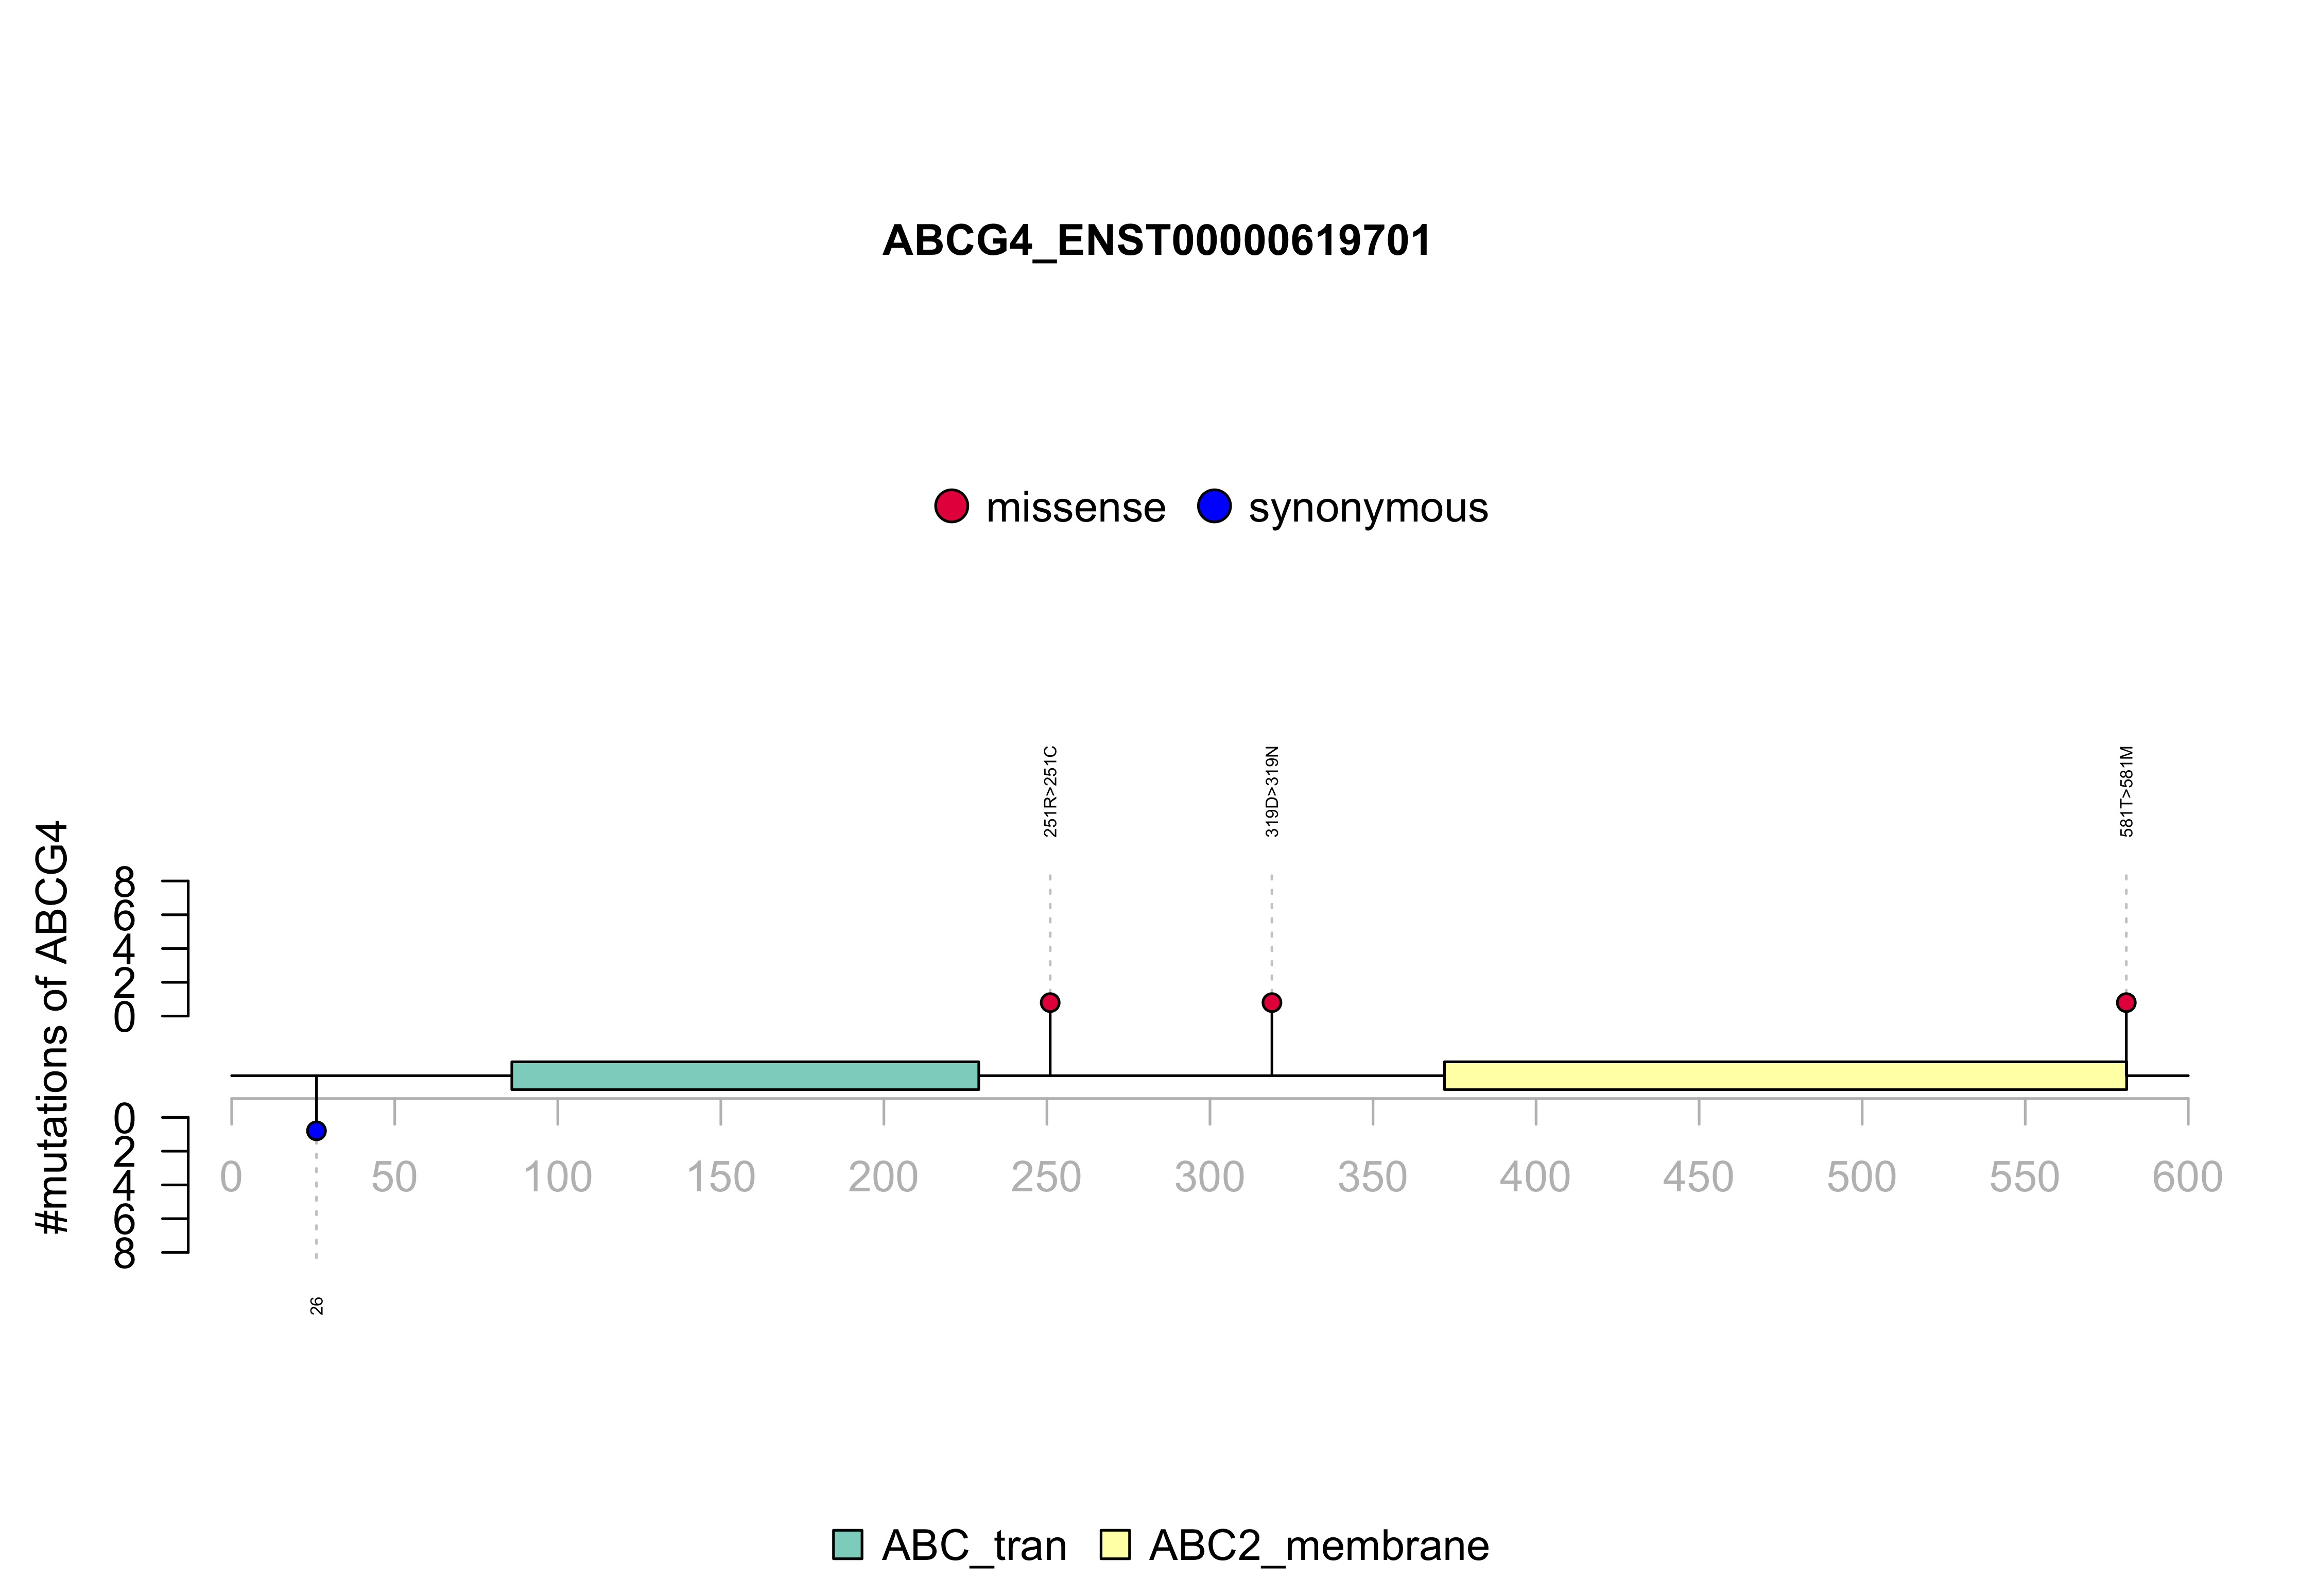 ABCG4_ENST00000619701
missense synonymous
251R>251C 319D>319N 581T>581M
#mutations of ABCG4
8
6
4
2
0
0
2
4
6
8
0 50 100 150 200 250 300 350 400 450 500 550 600
26
ABC_tran ABC2_membrane